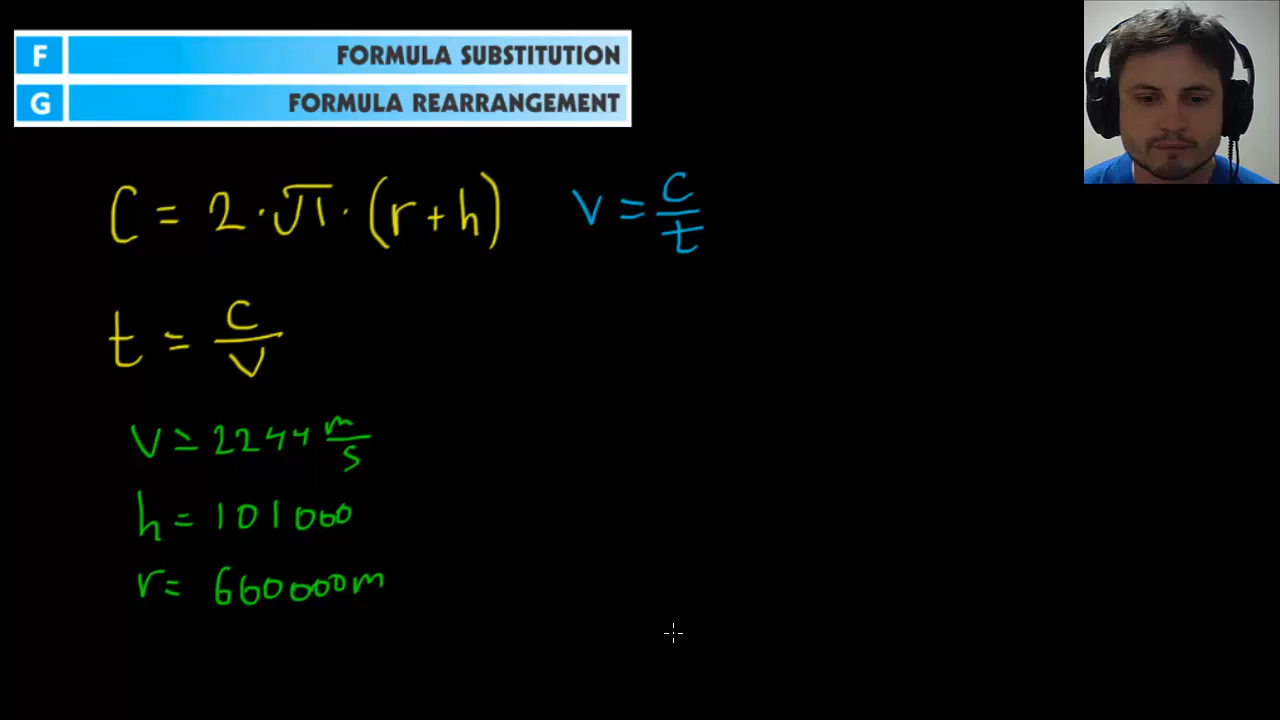 F FORMULA SUBSTITUTION
G FORMULA REARRANGEMENT
C = 2 · π · (r + h) v = c/t
t = c/v
v = 2244 m/s
h = 101000
r = 660000m